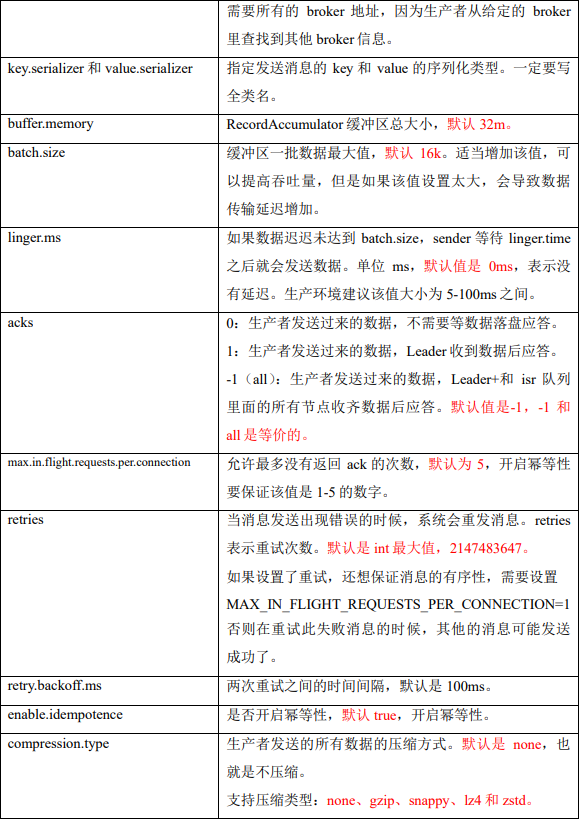 需要所有的 broker 地址，因为生产者从给定的 broker
里查找到其他 broker 信息。
key.serializer 和 value.serializer
指定发送消息的 key 和 value 的序列化类型。一定要写
全类名。
buffer.memory
RecordAccumulator 缓冲区总大小，默认 32m。
batch.size
缓冲区一批数据最大值，默认 16k。适当增加该值，可
以提高吞吐量，但是如果该值设置太大，会导致数据
传输延迟增加。
linger.ms
如果数据迟迟未达到 batch.size，sender 等待 linger.time
之后就会发送数据。单位 ms，默认值是 0ms，表示没
有延迟。生产环境建议该值大小为 5-100ms 之间。
acks
0：生产者发送过来的数据，不需要等数据落盘应答。
1：生产者发送过来的数据，Leader 收到数据后应答。
-1（all）：生产者发送过来的数据，Leader+和 isr 队列
里面的所有节点收齐数据后应答。默认值是-1，-1 和
all 是等价的。
max.in.flight.requests.per.connection
允许最多没有返回 ack 的次数，默认为 5，开启幂等性
要保证该值是 1-5 的数字。
retries
当消息发送出现错误的时候，系统会重发消息。retries
表示重试次数。默认是 int 最大值，2147483647。
如果设置了重试，还想保证消息的有序性，需要设置
MAX_IN_FLIGHT_REQUESTS_PER_CONNECTION=1
否则在重试此失败消息的时候，其他的消息可能发送
成功了。
retry.backoff.ms
两次重试之间的时间间隔，默认是 100ms。
enable.idempotence
是否开启幂等性，默认 true，开启幂等性。
compression.type
生产者发送的所有数据的压缩方式。默认是 none，也
就是不压缩。
支持压缩类型：none、gzip、snappy、lz4 和 zstd。